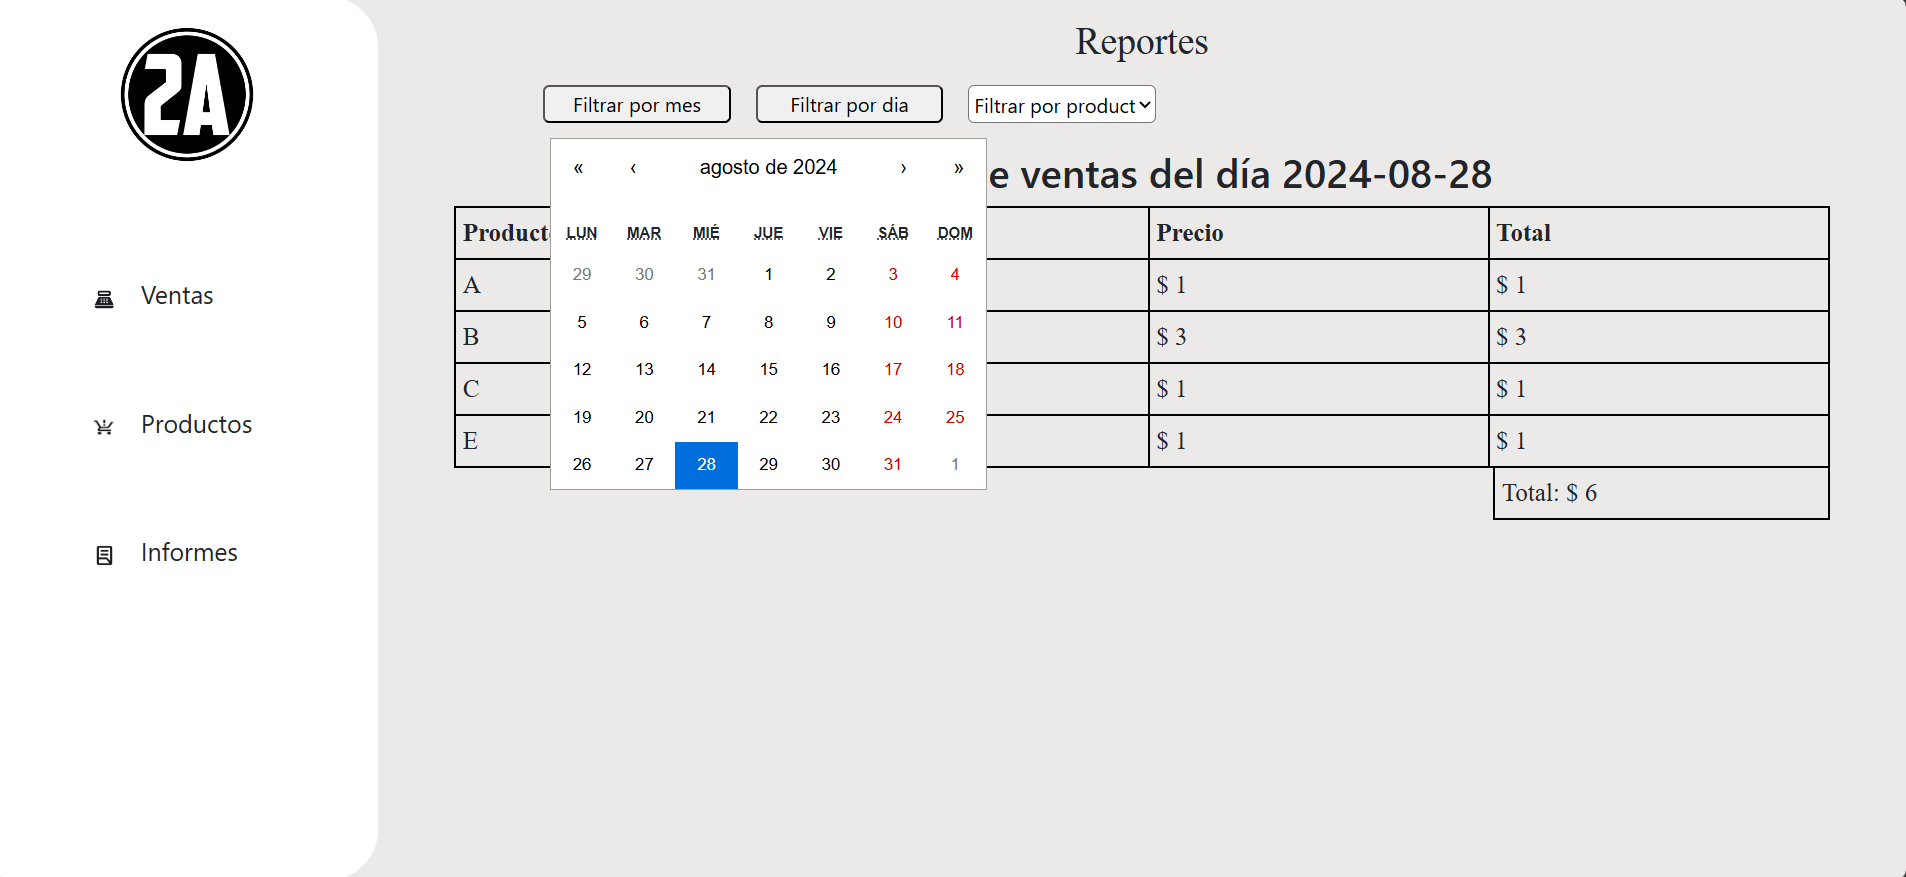 2A
Reportes
Filtrar por mes
Filtrar por dia
Filtrar por product
« ‹ agosto de 2024 › »
e ventas del día 2024-08-28
LUN MAR MIÉ JUE VIE SÁB DOM
29 30 31 1 2 3 4
5 6 7 8 9 10 11
12 13 14 15 16 17 18
19 20 21 22 23 24 25
26 27 28 29 30 31 1
Product Precio Total
A $ 1 $ 1
B $ 3 $ 3
C $ 1 $ 1
E $ 1 $ 1
Total: $ 6
Ventas
Productos
Informes